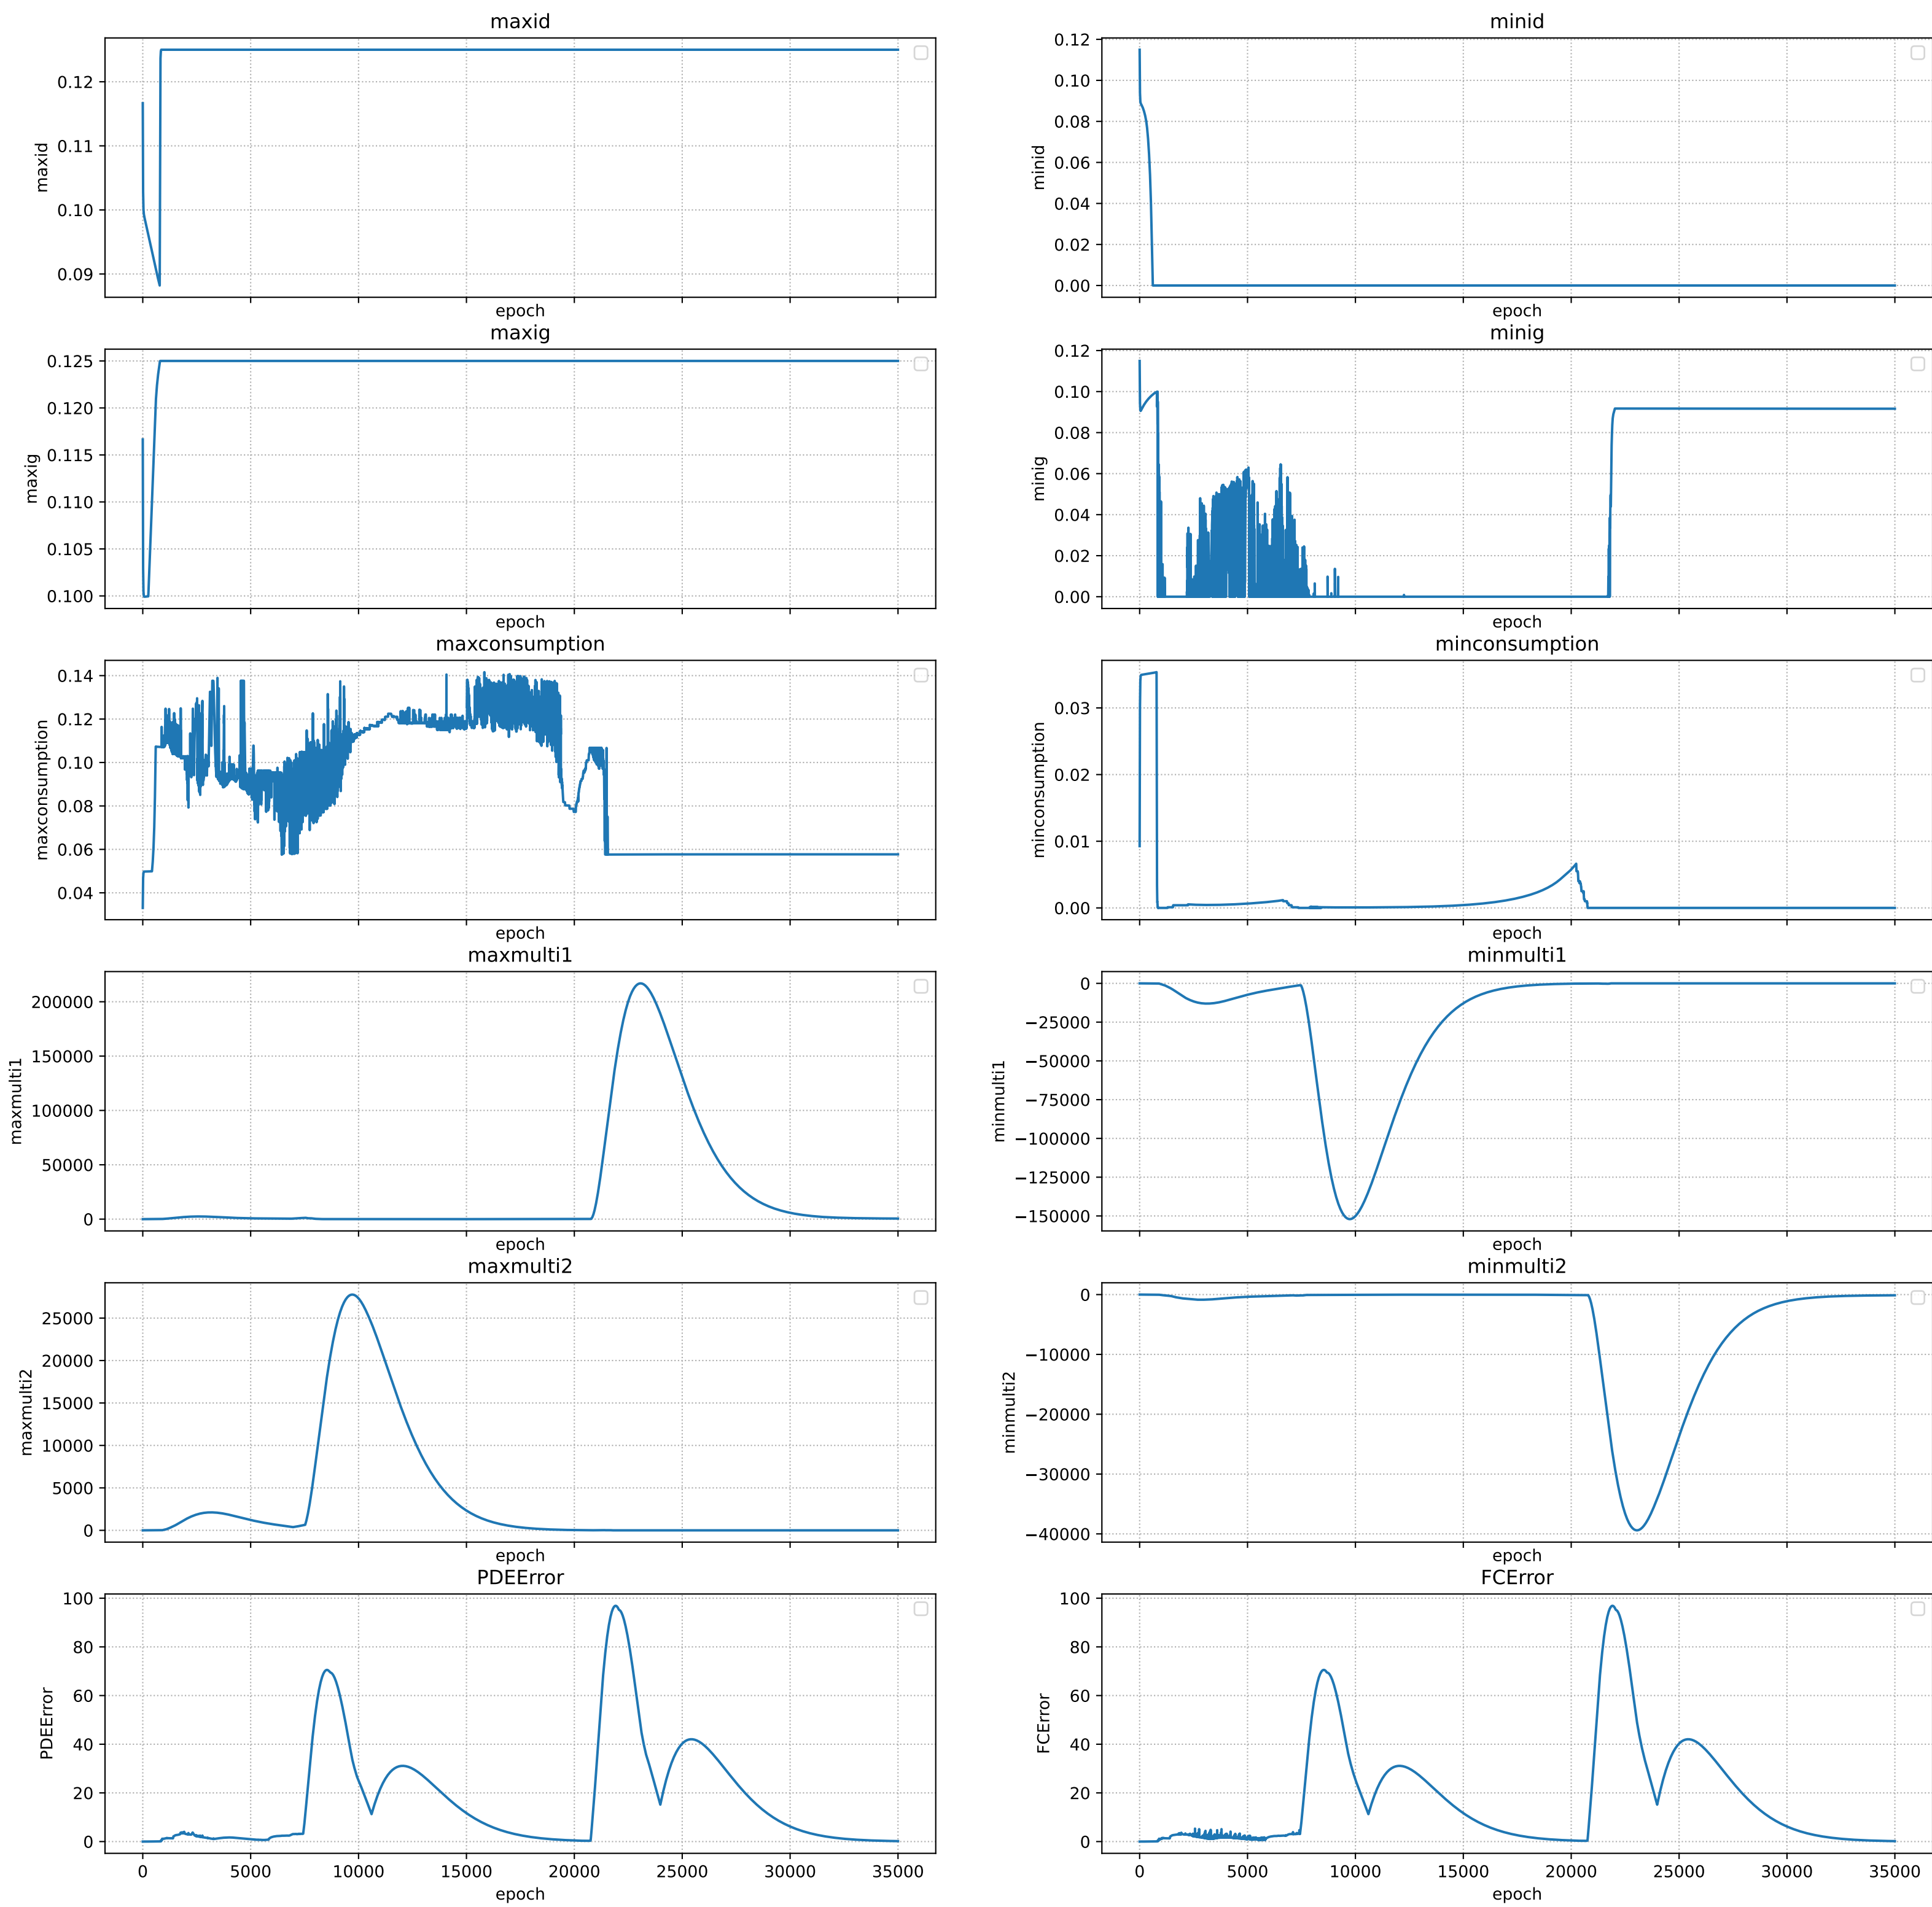 maxid
minid
0.12
0.11
0.10
0.09
maxid
epoch
0.12
0.10
0.08
0.06
0.04
0.02
0.00
minid
epoch
maxig
minig
0.125
0.120
0.115
0.110
0.105
0.100
maxig
epoch
0.12
0.10
0.08
0.06
0.04
0.02
0.00
minig
epoch
maxconsumption
minconsumption
0.14
0.12
0.10
0.08
0.06
0.04
maxconsumption
epoch
0.03
0.02
0.01
0.00
minconsumption
epoch
maxmulti1
minmulti1
200000
150000
100000
50000
0
maxmulti1
epoch
0
−25000
−50000
−75000
−100000
−125000
−150000
minmulti1
epoch
maxmulti2
minmulti2
25000
20000
15000
10000
5000
0
maxmulti2
epoch
0
−10000
−20000
−30000
−40000
minmulti2
epoch
PDEError
FCError
100
80
60
40
20
0
PDEError
0 5000 10000 15000 20000 25000 30000 35000
epoch
100
80
60
40
20
0
FCError
0 5000 10000 15000 20000 25000 30000 35000
epoch